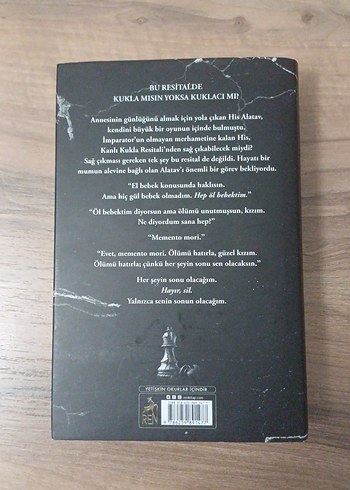 BU RESİTALDE
KUKLA MISIN YOKSA KUKLACI MI?
Annesinin günlüğünü almak için yola çıkan His Alatav,
kendini büyük bir oyunun içinde bulmuştu.
İmparator'un olmayan merhametine kalan His,
Kanlı Kukla Resitali'nden sağ çıkabilecek miydi?
Sağ çıkması gereken tek şey bu resital de değildi. Hayatı bir
mumun alevine bağlı olan Alatav'ı önemli bir görev bekliyordu.
"El bebek konusunda haklısın.
Ama hiç gül bebek olmadım. Hep öl bebektim."
"Öl bebektim diyorsun ama ölümü unutmuşsun, kızım.
Ne diyordum sana hep?"
"Memento mori."
"Evet, memento mori. Ölümü hatırla, güzel kızım.
Ölümü hatırla; çünkü her şeyin sonu sen olacaksın."
Her şeyin sonu olacağım.
Hayır, sil.
Yalnızca senin sonun olacağım.
YETİŞKİN OKURLAR İÇİNDİR
REN